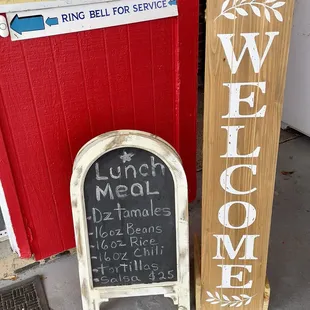 RING BELL FOR SERVICE
Lunch
MEAL
-Dz tamales
-16oz Beans
-16oz Rice
-16oz Chili
-tortillas
-Salsa $25
WELCOME